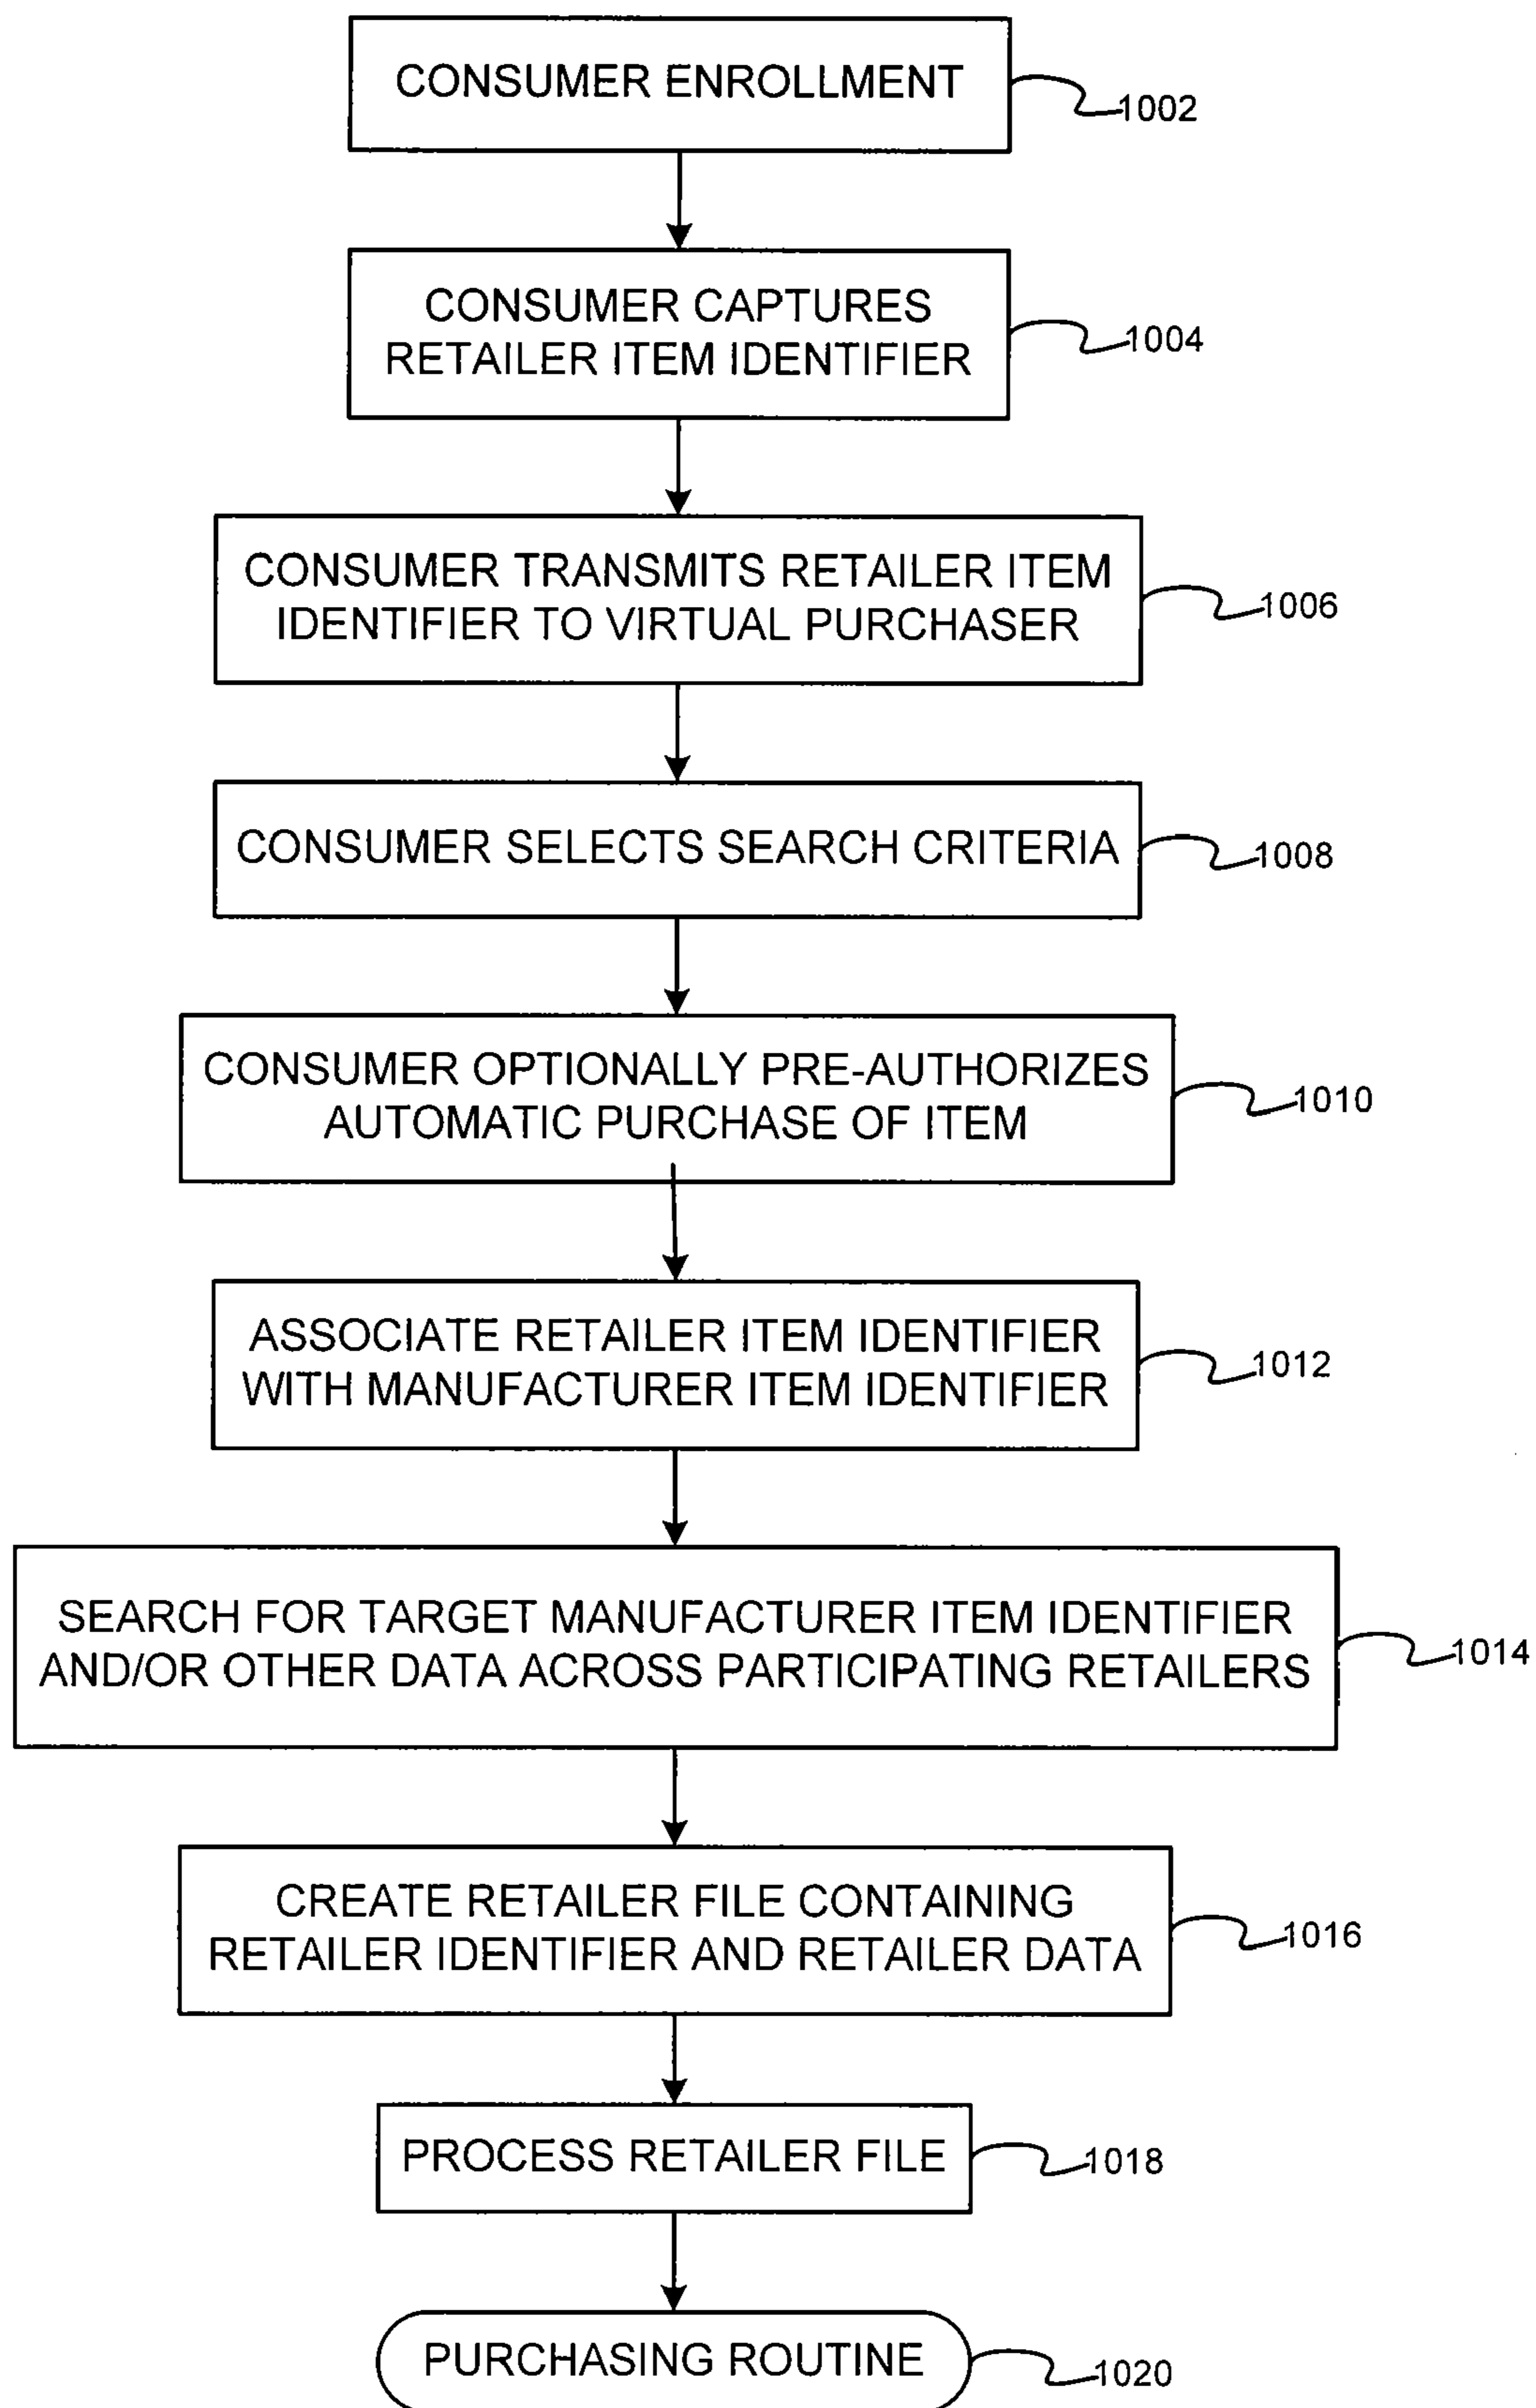 CONSUMER ENROLLMENT
1002
CONSUMER CAPTURES
RETAILER ITEM IDENTIFIER
1004
CONSUMER TRANSMITS RETAILER ITEM
IDENTIFIER TO VIRTUAL PURCHASER
1006
CONSUMER SELECTS SEARCH CRITERIA
1008
CONSUMER OPTIONALLY PRE-AUTHORIZES
AUTOMATIC PURCHASE OF ITEM
1010
ASSOCIATE RETAILER ITEM IDENTIFIER
WITH MANUFACTURER ITEM IDENTIFIER
1012
SEARCH FOR TARGET MANUFACTURER ITEM IDENTIFIER
AND/OR OTHER DATA ACROSS PARTICIPATING RETAILERS
1014
CREATE RETAILER FILE CONTAINING
RETAILER IDENTIFIER AND RETAILER DATA
1016
PROCESS RETAILER FILE
1018
PURCHASING ROUTINE
1020